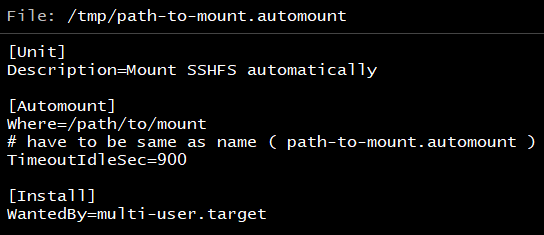 File: /tmp/path-to-mount.automount
[Unit]
Description=Mount SSHFS automatically
[Automount]
Where=/path/to/mount
# have to be same as name ( path-to-mount.automount )
TimeoutIdleSec=900
[Install]
WantedBy=multi-user.target